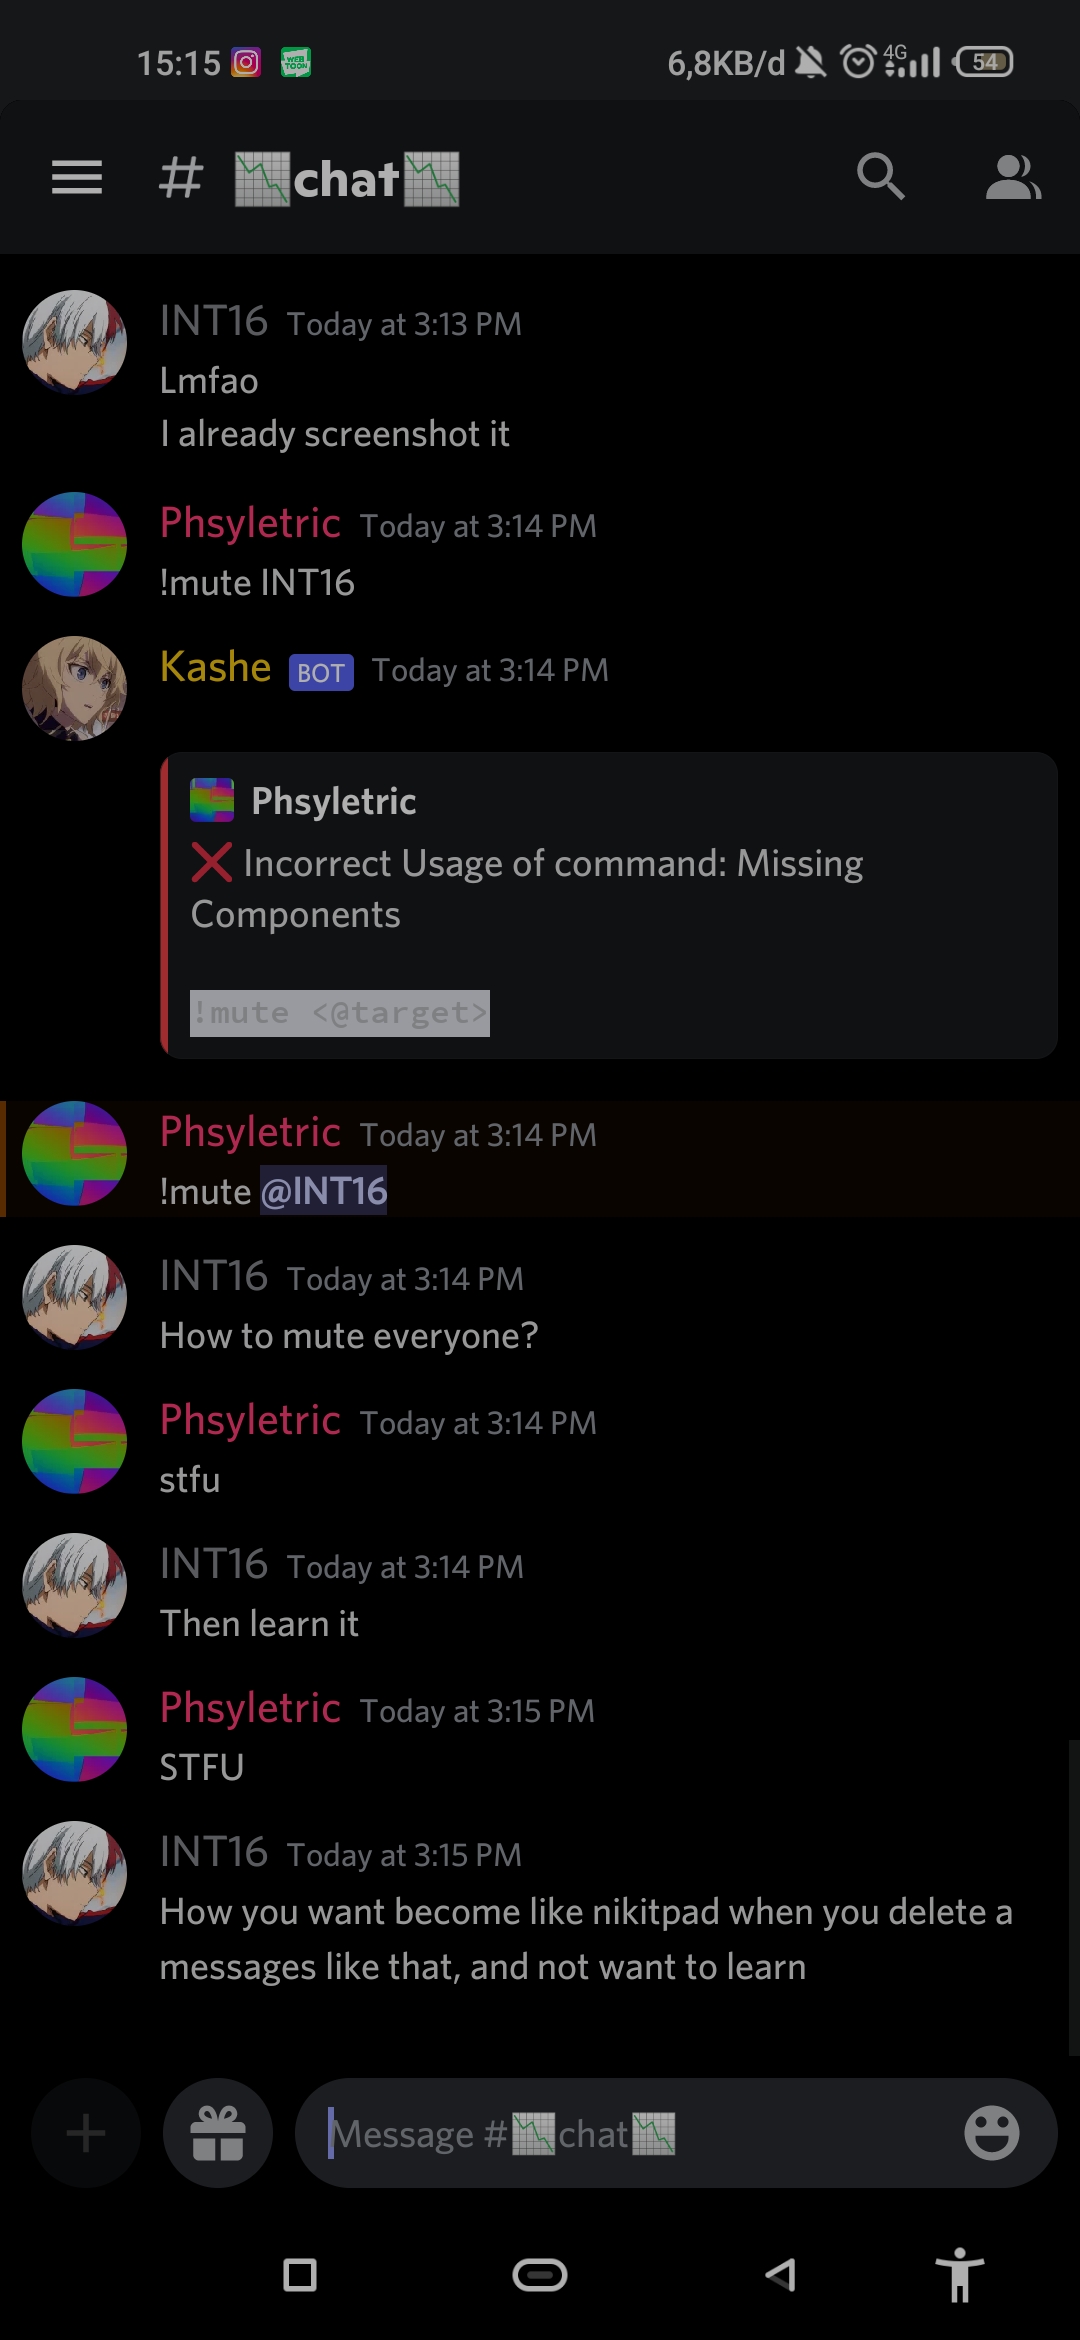 15:15 WEB TOON 6,8KB/d 4G 54
# 📉chat📉
INT16 Today at 3:13 PM
Lmfao
I already screenshot it
Phsyletric Today at 3:14 PM
!mute INT16
Kashe BOT Today at 3:14 PM
Phsyletric
❌ Incorrect Usage of command: Missing
Components
!mute <@target>
Phsyletric Today at 3:14 PM
!mute @INT16
INT16 Today at 3:14 PM
How to mute everyone?
Phsyletric Today at 3:14 PM
stfu
INT16 Today at 3:14 PM
Then learn it
Phsyletric Today at 3:15 PM
STFU
INT16 Today at 3:15 PM
How you want become like nikitpad when you delete a
messages like that, and not want to learn
Message #📉chat📉